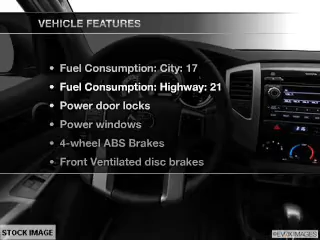 VEHICLE FEATURES
• Fuel Consumption: City: 17
• Fuel Consumption: Highway: 21
• Power door locks
• Power windows
• 4-wheel ABS Brakes
• Front Ventilated disc brakes
STOCK IMAGE